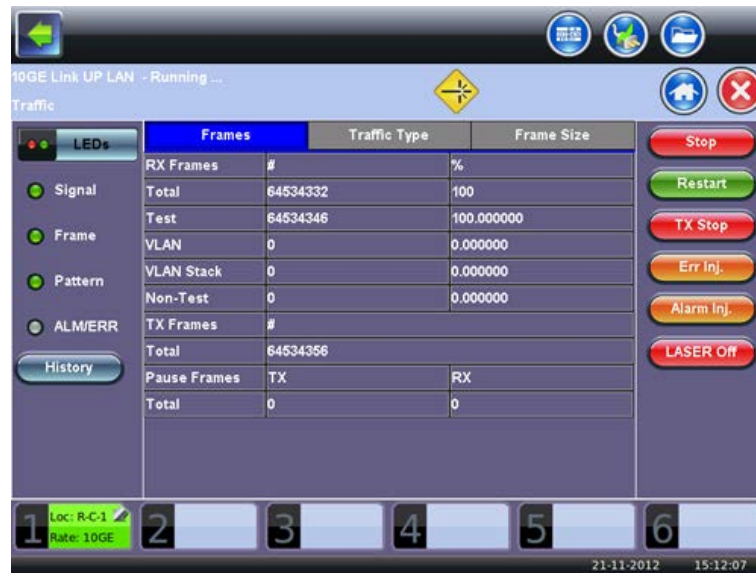 10GE Link UP LAN - Running ...
Traffic
LEDs
Signal
Frame
Pattern
ALM/ERR
History
Frames Traffic Type Frame Size
RX Frames # %
Total 64534332 100
Test 64534346 100.000000
VLAN 0 0.000000
VLAN Stack 0 0.000000
Non-Test 0 0.000000
TX Frames #
Total 64534356
Pause Frames TX RX
Total 0 0
Stop
Restart
TX Stop
Err Inj.
Alarm Inj.
LASER Off
1 Loc: R-C-1
Rate: 10GE
2 3 4 5 6
21-11-2012 15:12:07